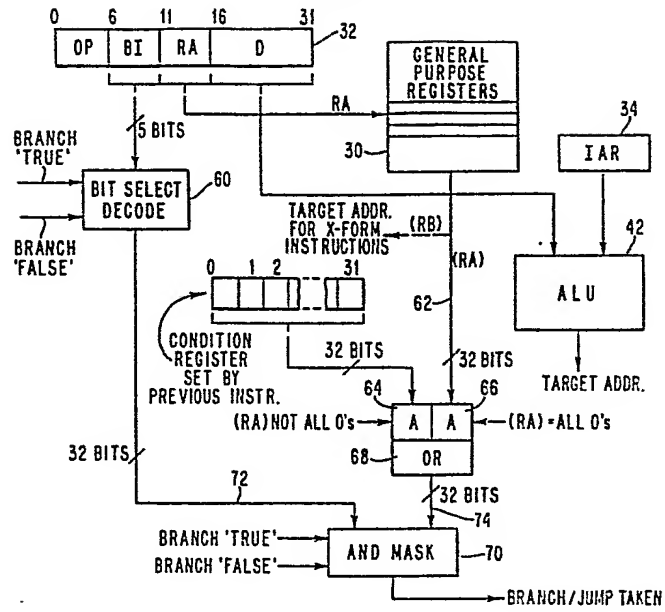 0 6 11 16 31
OP BI RA D
32
GENERAL
PURPOSE
REGISTERS
RA
30
34
IAR
5 BITS
BRANCH
'TRUE'
BIT SELECT
DECODE
60
BRANCH
'FALSE'
TARGET ADDR.
FOR X-FORM
INSTRUCTIONS
(RB)
(RA)
62
42
ALU
TARGET ADDR.
0 1 2 31
CONDITION
REGISTER
SET BY
PREVIOUS INSTR.
32 BITS
32 BITS
64
66
(RA) NOT ALL 0's
A A
(RA) = ALL 0's
68
OR
32 BITS
72
32 BITS
74
BRANCH 'TRUE'
BRANCH 'FALSE'
AND MASK
70
BRANCH/JUMP TAKEN